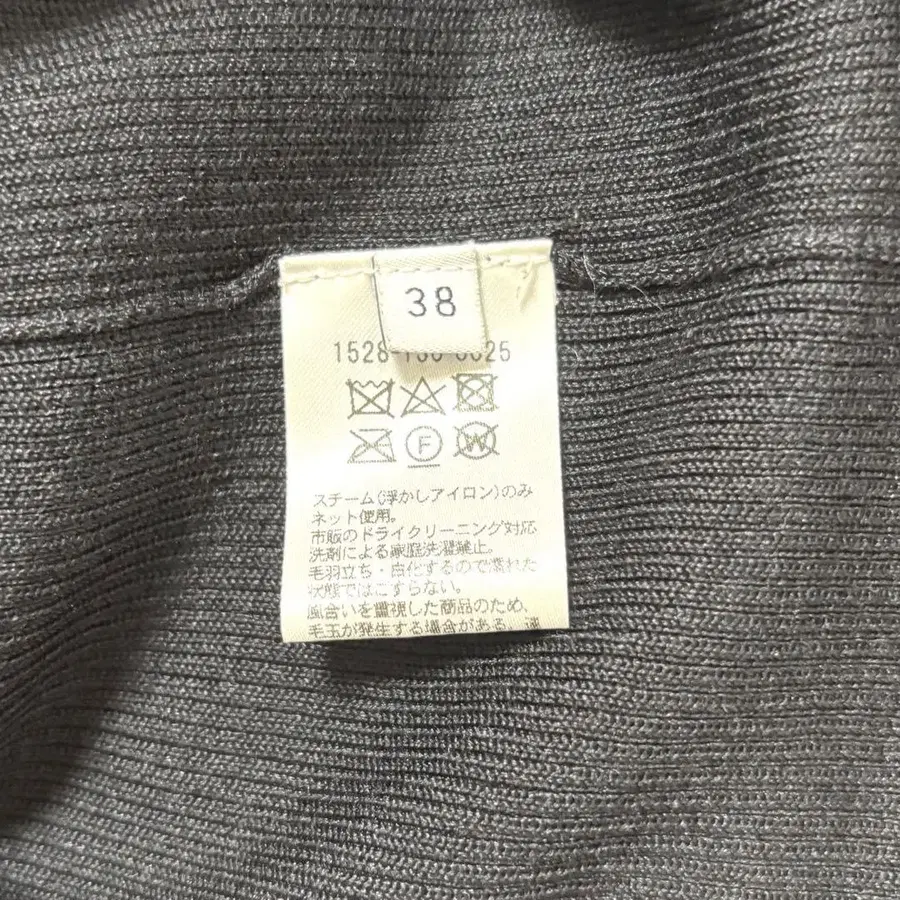 38
1528
0625
F
W
スチーム(浮かしアイロン)のみ
ネット使用。
市販のドライクリーニング対応
洗剤による家庭洗濯禁止。
毛羽立ち・白化するので濡れた
状態ではこすらない。
風合いを重視した商品のため、
毛玉が発生する場合がある。速